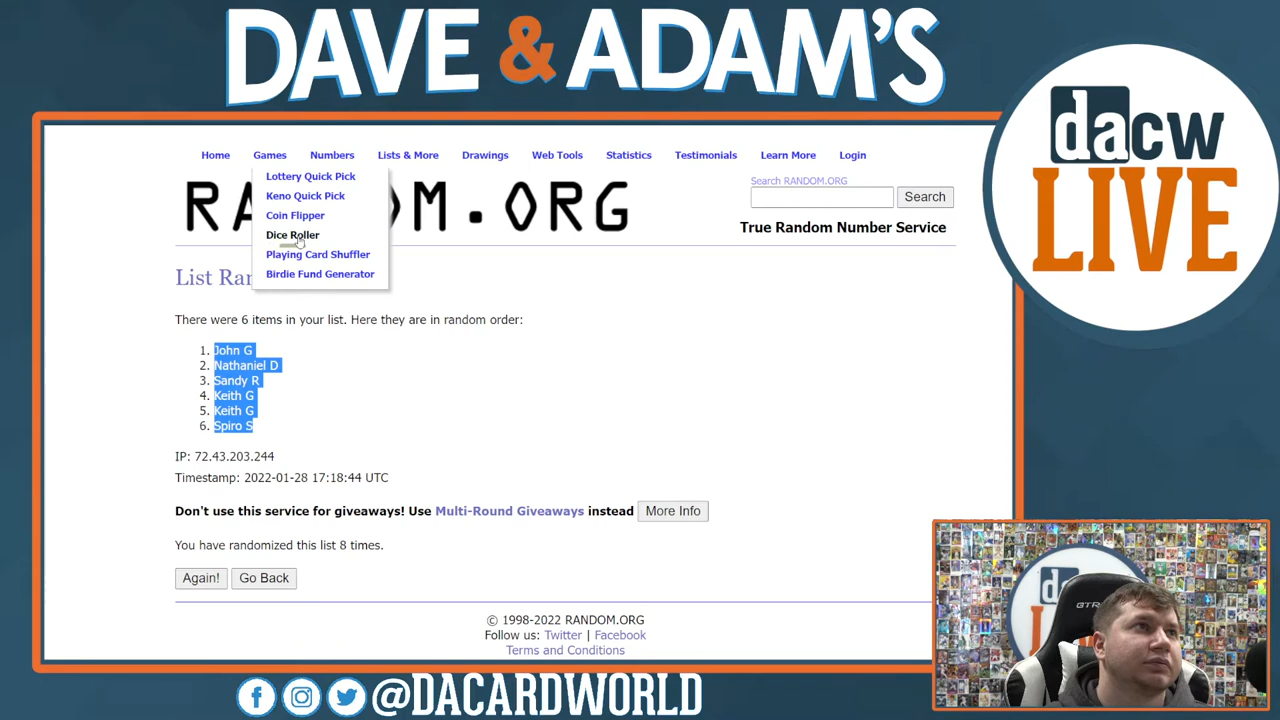 DAVE & ADAM'S
dacw
LIVE
Home Games Numbers Lists & More Drawings Web Tools Statistics Testimonials Learn More Login
Lottery Quick Pick
Keno Quick Pick
Coin Flipper
Dice Roller
Playing Card Shuffler
Birdie Fund Generator
Search RANDOM.ORG
Search
True Random Number Service
There were 6 items in your list. Here they are in random order:
1. John G
2. Nathaniel D
3. Sandy R
4. Keith G
5. Keith G
6. Spiro S
IP: 72.43.203.244
Timestamp: 2022-01-28 17:18:44 UTC
Don't use this service for giveaways! Use Multi-Round Giveaways instead More Info
You have randomized this list 8 times.
Again! Go Back
© 1998-2022 RANDOM.ORG
Follow us: Twitter | Facebook
Terms and Conditions
@DACARDWORLD